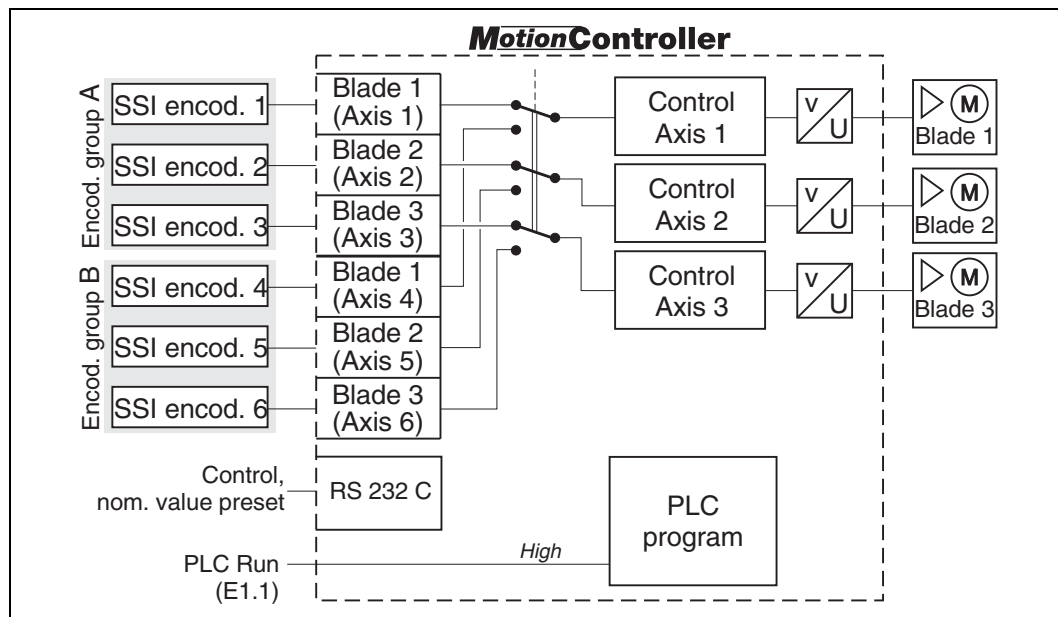 MotionController
Encod. group A
SSI encod. 1
SSI encod. 2
SSI encod. 3
Encod. group B
SSI encod. 4
SSI encod. 5
SSI encod. 6
Blade 1
(Axis 1)
Blade 2
(Axis 2)
Blade 3
(Axis 3)
Blade 1
(Axis 4)
Blade 2
(Axis 5)
Blade 3
(Axis 6)
Control
Axis 1
Control
Axis 2
Control
Axis 3
V
U
V
U
V
U
M
Blade 1
M
Blade 2
M
Blade 3
Control,
nom. value preset
RS 232 C
PLC
program
PLC Run
(E1.1)
High